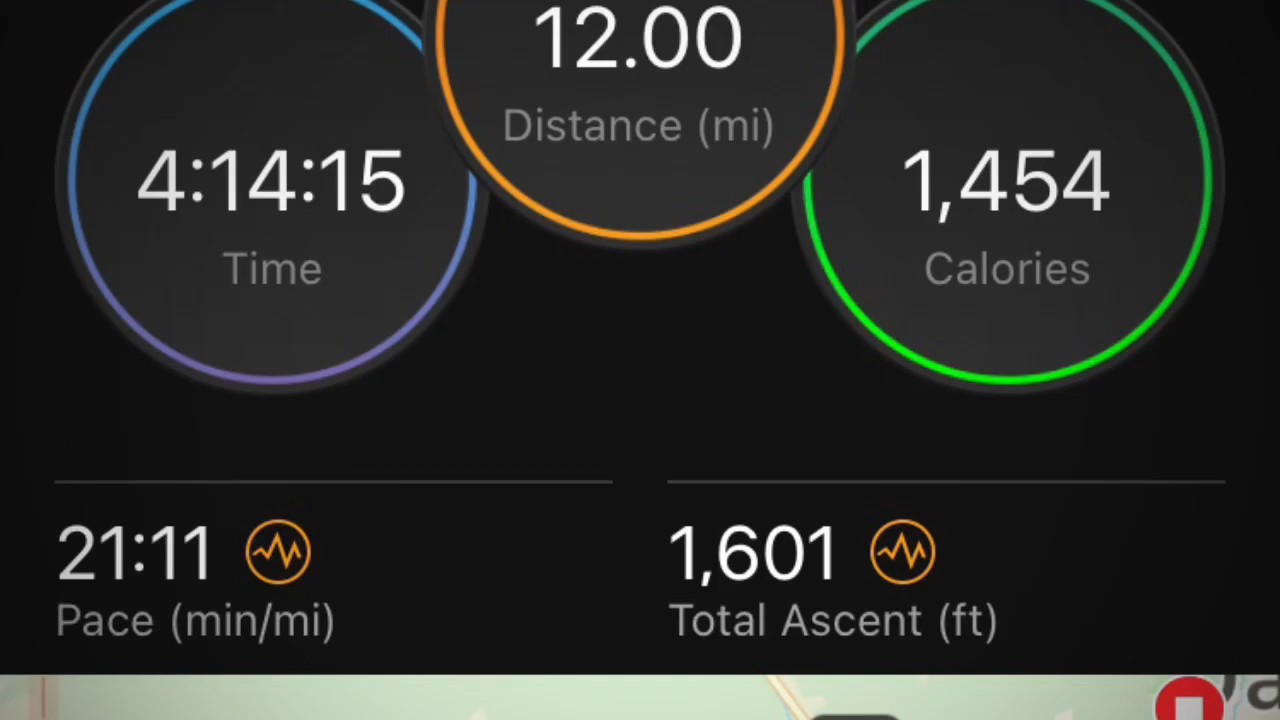 12.00
Distance (mi)
4:14:15
Time
1,454
Calories
21:11
Pace (min/mi)
1,601
Total Ascent (ft)